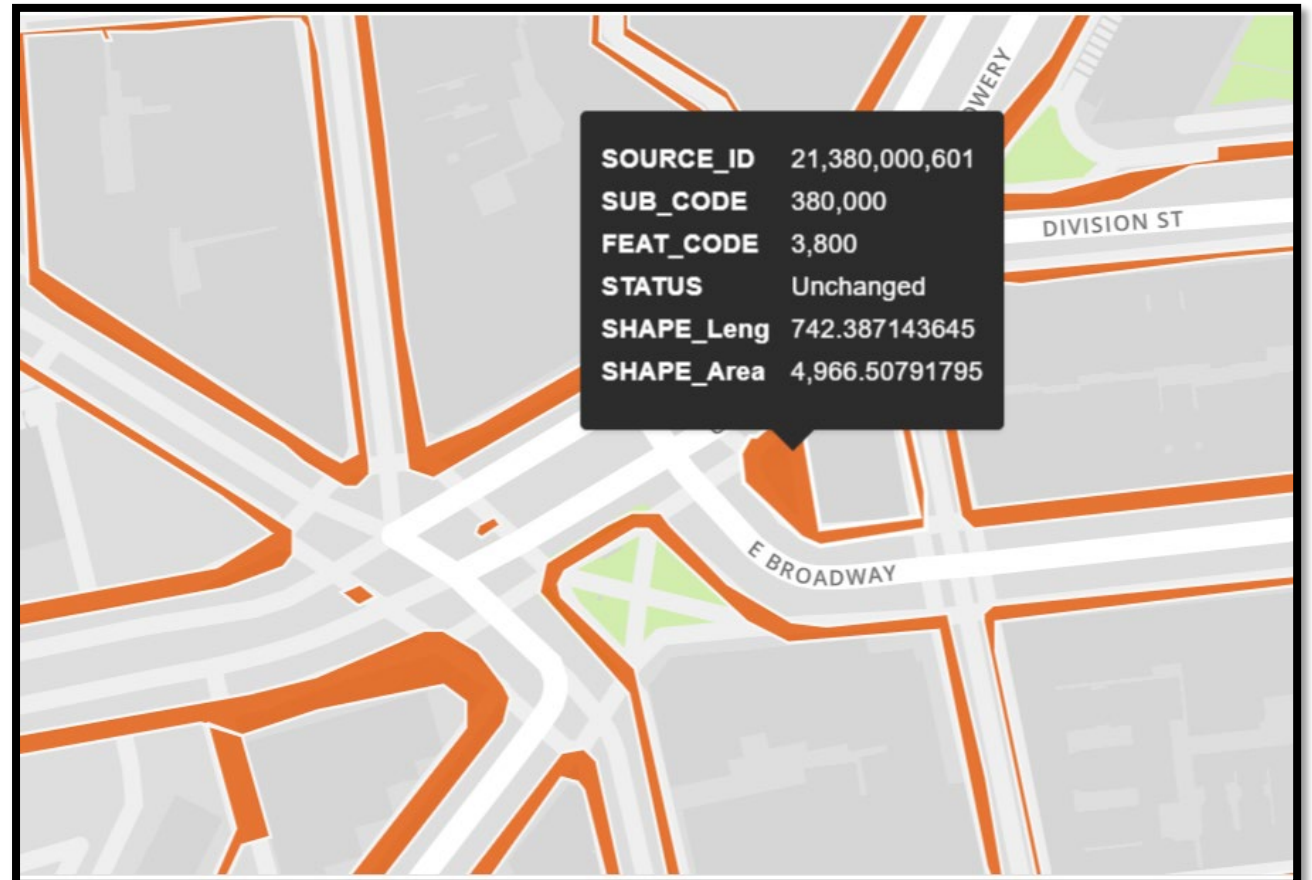 OWERY
SOURCE_ID 21,380,000,601
SUB_CODE 380,000
FEAT_CODE 3,800
STATUS Unchanged
SHAPE_Leng 742.387143645
SHAPE_Area 4,966.50791795
DIVISION ST
E BROADWAY